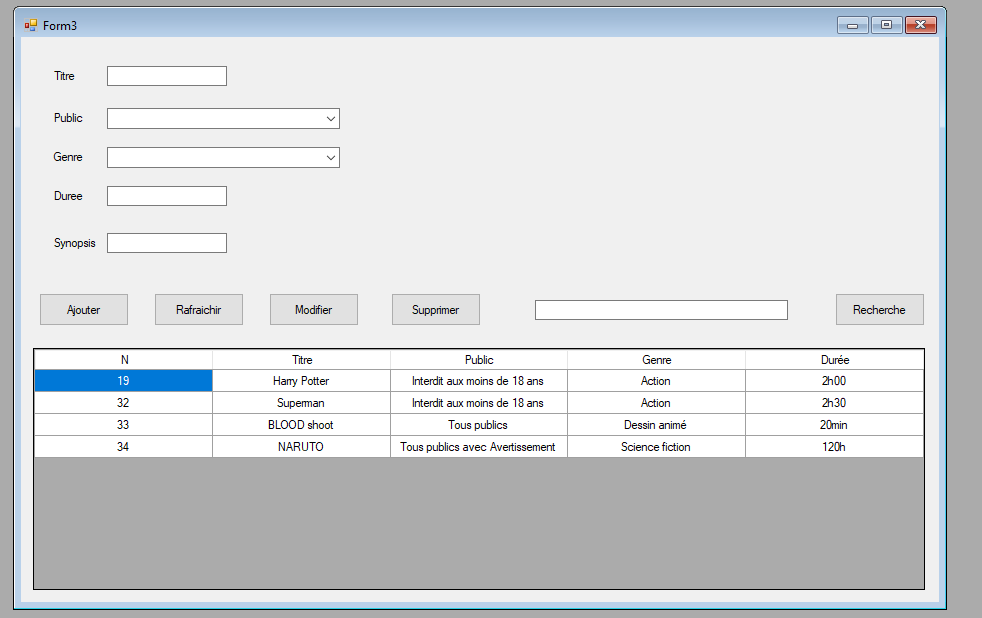 Form3
Titre
Public
Genre
Duree
Synopsis
Ajouter Rafraichir Modifier Supprimer Recherche
N Titre Public Genre Durée
19 Harry Potter Interdit aux moins de 18 ans Action 2h00
32 Superman Interdit aux moins de 18 ans Action 2h30
33 BLOOD shoot Tous publics Dessin animé 20min
34 NARUTO Tous publics avec Avertissement Science fiction 120h